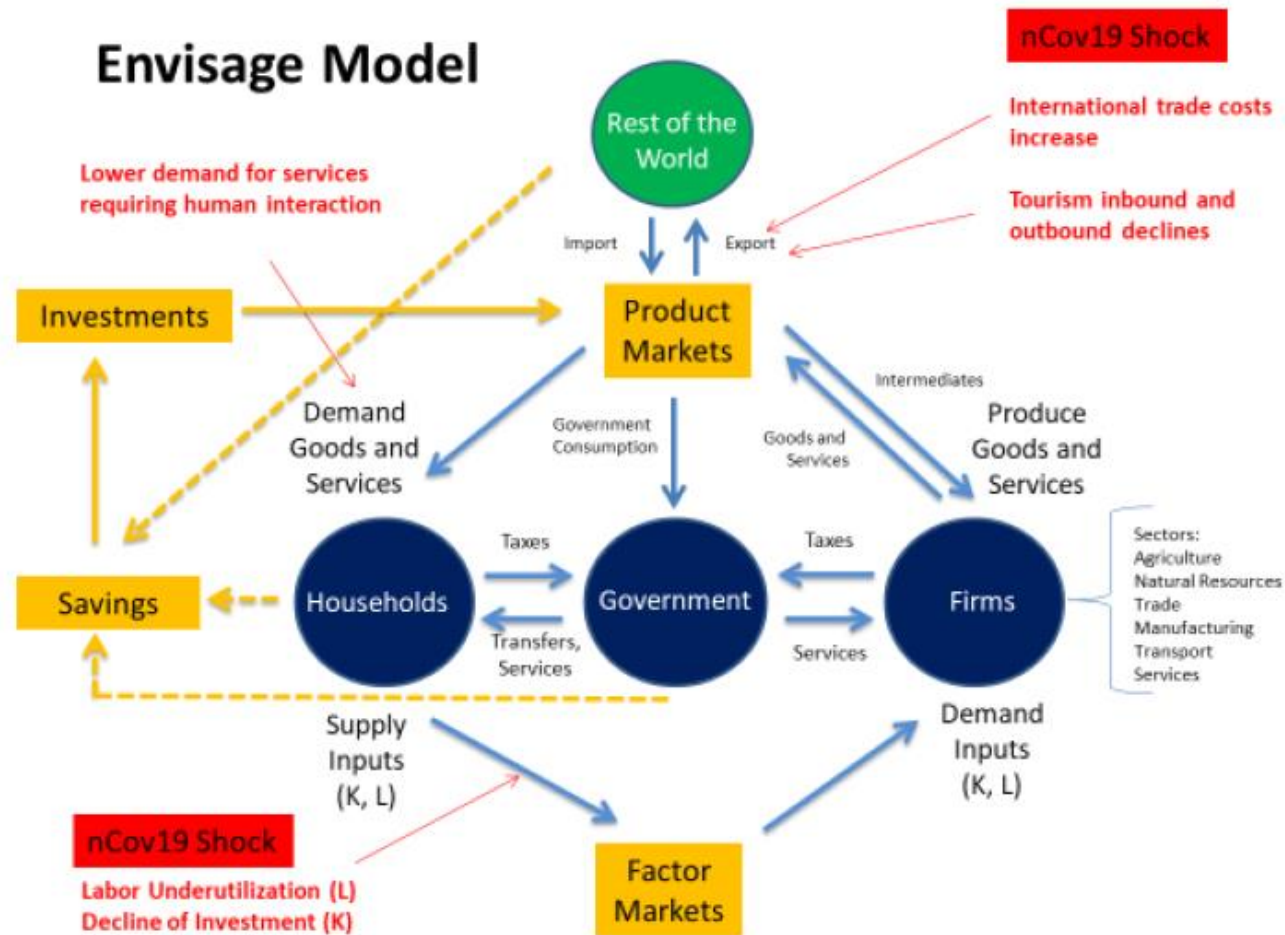 Envisage Model
nCov19 Shock
Rest of the
World
International trade costs
increase
Lower demand for services
requiring human interaction
Tourism inbound and
outbound declines
Import
Export
Investments
Product
Markets
Intermediates
Demand
Goods and
Services
Government
Consumption
Goods and
Services
Produce
Goods and
Services
Taxes
Taxes
Sectors:
Agriculture
Natural Resources
Trade
Manufacturing
Transport
Services
Savings
Households
Government
Firms
Transfers,
Services
Services
Supply
Inputs
(K, L)
Demand
Inputs
(K, L)
nCov19 Shock
Labor Underutilization (L)
Decline of Investment (K)
Factor
Markets